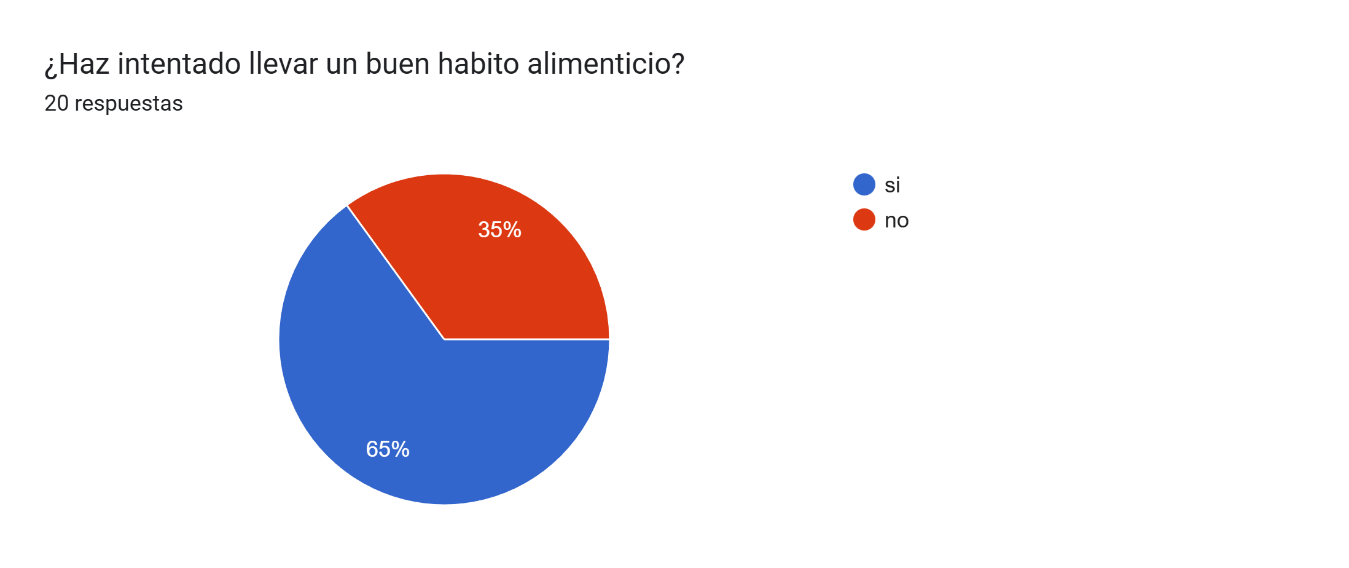 ¿Haz intentado llevar un buen habito alimenticio?
20 respuestas
si
no
35%
65%